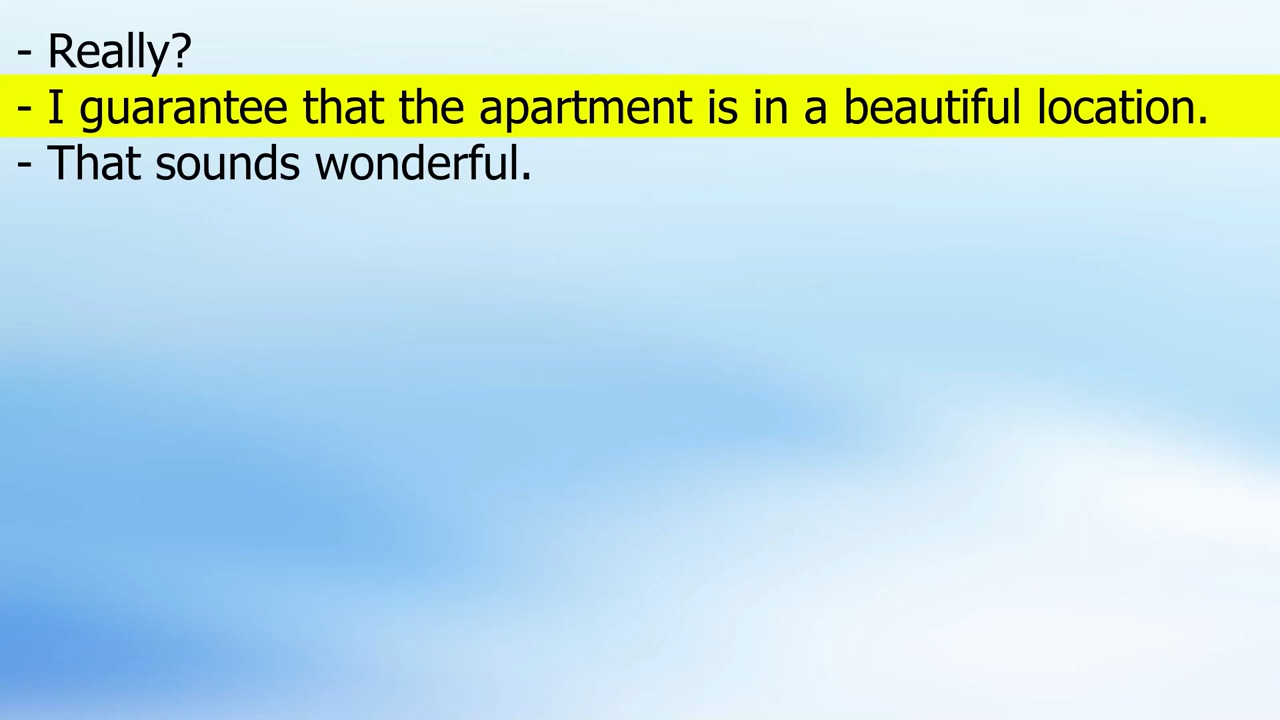 - Really?
- I guarantee that the apartment is in a beautiful location.
- That sounds wonderful.